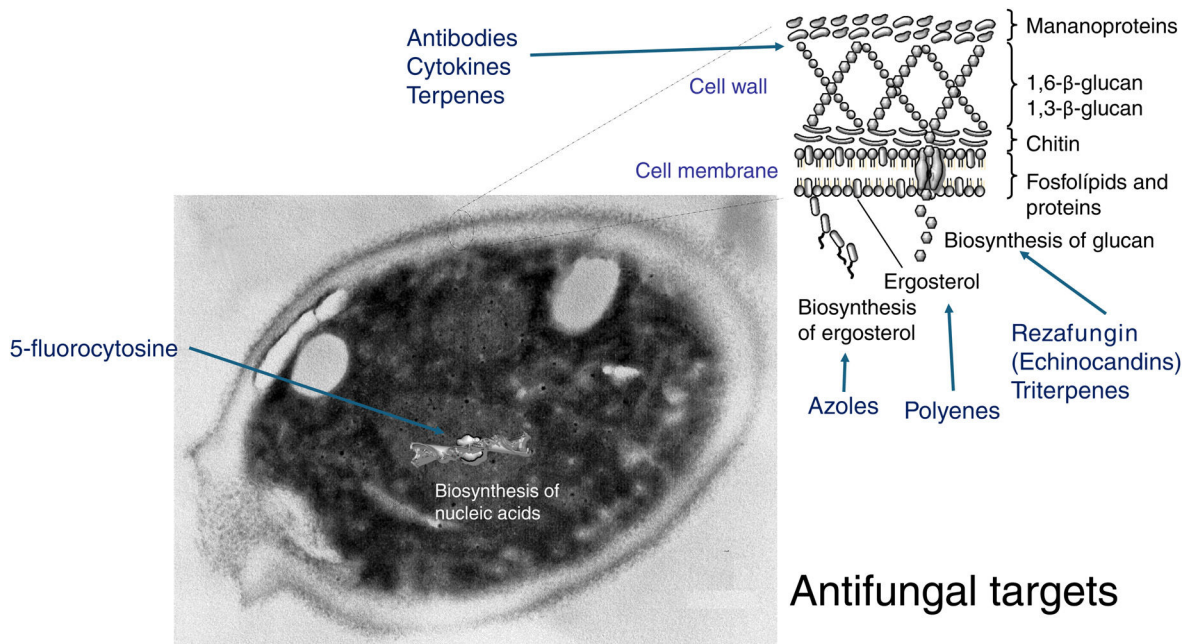 Antibodies
Cytokines
Terpenes
Cell wall
Cell membrane
Mananoproteins
1,6-β-glucan
1,3-β-glucan
Chitin
Fosfolípids and
proteins
Biosynthesis of glucan
Ergosterol
Biosynthesis
of ergosterol
Rezafungin
(Echinocandins)
Triterpenes
Azoles
Polyenes
5-fluorocytosine
Biosynthesis of
nucleic acids
Antifungal targets